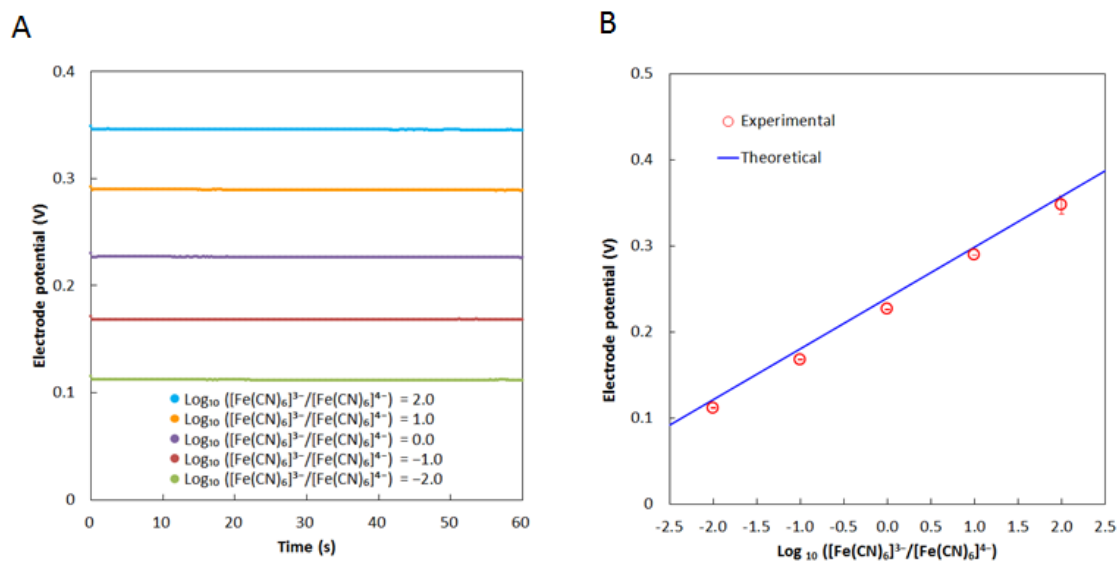 A
Electrode potential (V)
0.4
0.3
0.2
0.1
0
Log₁₀ ([Fe(CN)₆]³⁻/[Fe(CN)₆]⁴⁻) = 2.0
Log₁₀ ([Fe(CN)₆]³⁻/[Fe(CN)₆]⁴⁻) = 1.0
Log₁₀ ([Fe(CN)₆]³⁻/[Fe(CN)₆]⁴⁻) = 0.0
Log₁₀ ([Fe(CN)₆]³⁻/[Fe(CN)₆]⁴⁻) = −1.0
Log₁₀ ([Fe(CN)₆]³⁻/[Fe(CN)₆]⁴⁻) = −2.0
0 10 20 30 40 50 60
Time (s)
B
Electrode potential (V)
0.5
0.4
0.3
0.2
0.1
0
Experimental
Theoretical
-2.5 -2.0 -1.5 -1.0 -0.5 0.0 0.5 1.0 1.5 2.0 2.5
Log ₁₀ ([Fe(CN)₆]³⁻/[Fe(CN)₆]⁴⁻)